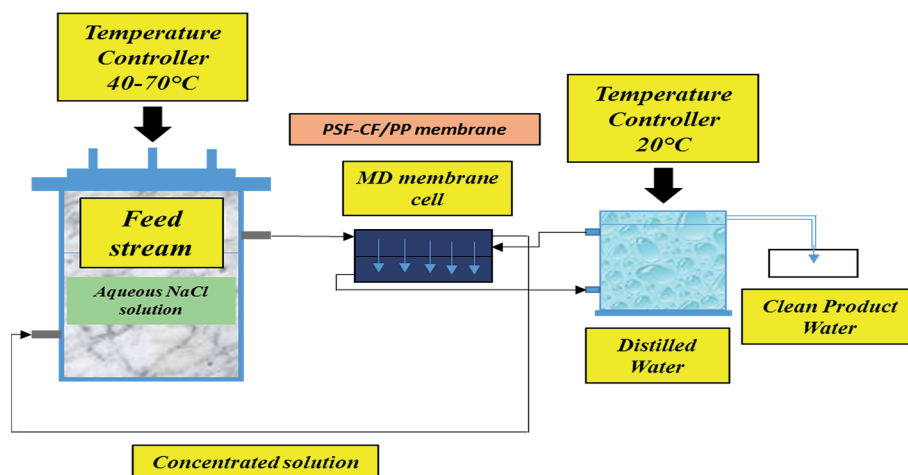 Temperature
Controller
40-70°C
Temperature
Controller
20°C
PSF-CF/PP membrane
MD membrane
cell
Feed
stream
Aqueous NaCl
solution
Clean Product
Water
Distilled
Water
Concentrated solution